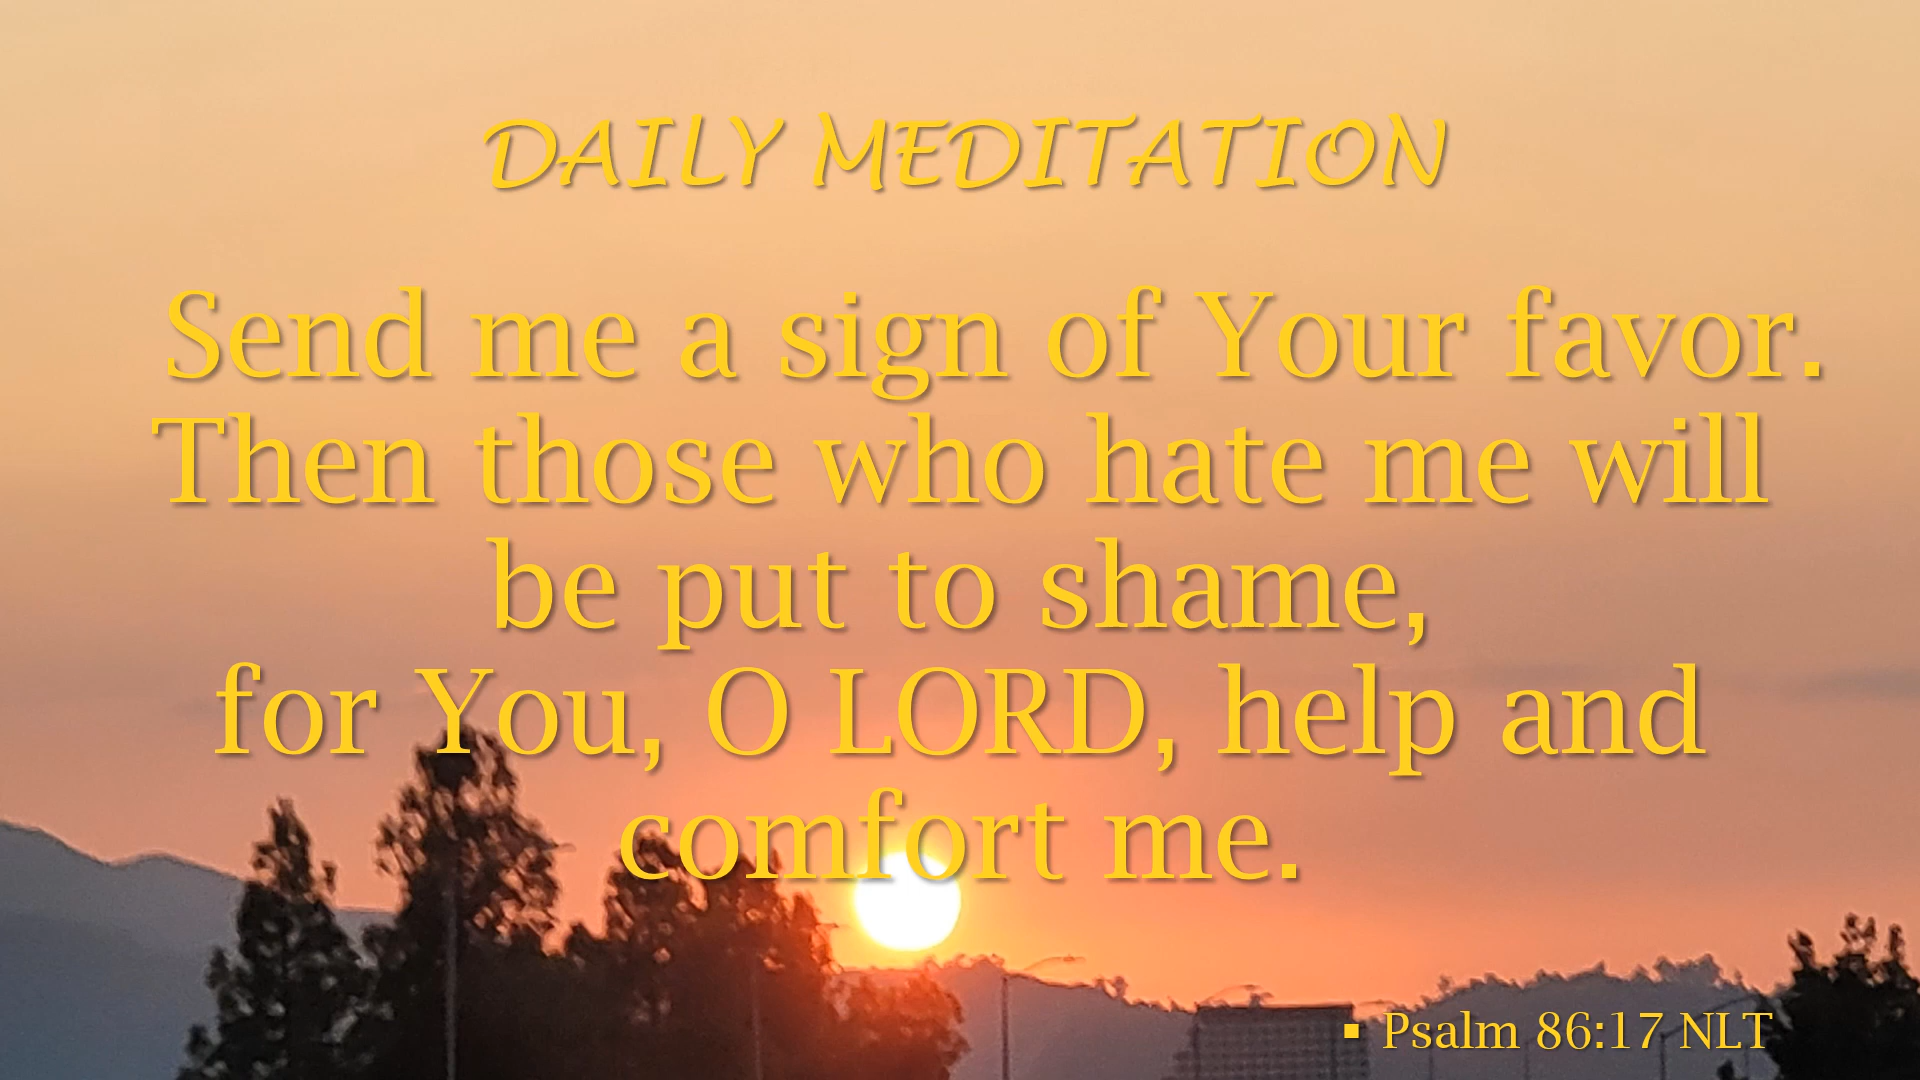 DAILY MEDITATION
Send me a sign of Your favor.
Then those who hate me will
be put to shame,
for You, O LORD, help and
comfort me.
▪ Psalm 86:17 NLT